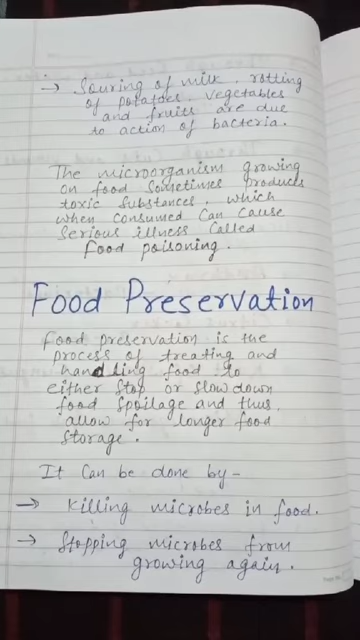 → Souring of milk, rotting
of potatoes, vegetables
and fruits are due
to action of bacteria.
The microorganism growing
on food sometimes produces
toxic substances, which
when consumed can cause
serious illness called
food poisoning.
Food Preservation
Food preservation is the
process of treating and
handling food to
either stop or slow down
food spoilage and thus,
allow for longer food
storage.
It can be done by-
→ Killing microbes in food.
→ Stopping microbes from
growing again.